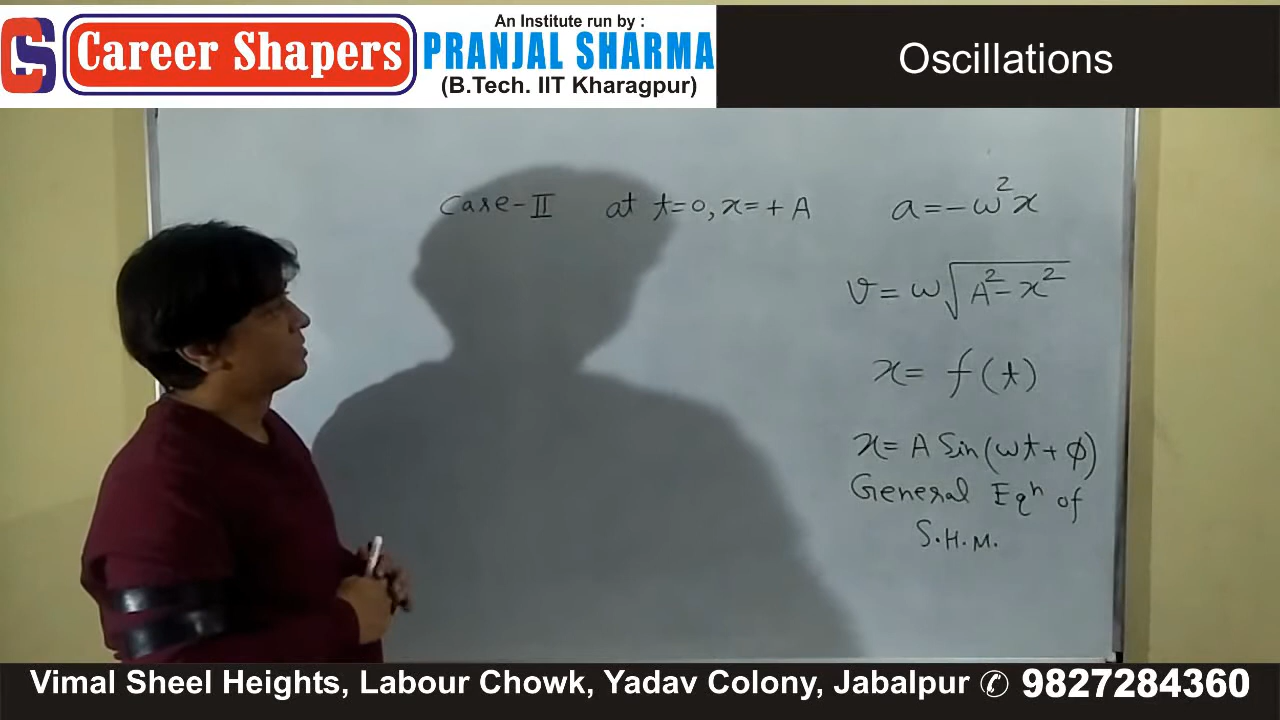 CS Career Shapers
An Institute run by :
PRANJAL SHARMA
(B.Tech. IIT Kharagpur)
Oscillations
Case-II at t=0, x=+A
a=-ω²x
v=ω√(A²-x²)
x= f(t)
x= A Sin(ωt+ϕ)
General Eqⁿ of
S.H.M.
Vimal Sheel Heights, Labour Chowk, Yadav Colony, Jabalpur ✆ 9827284360